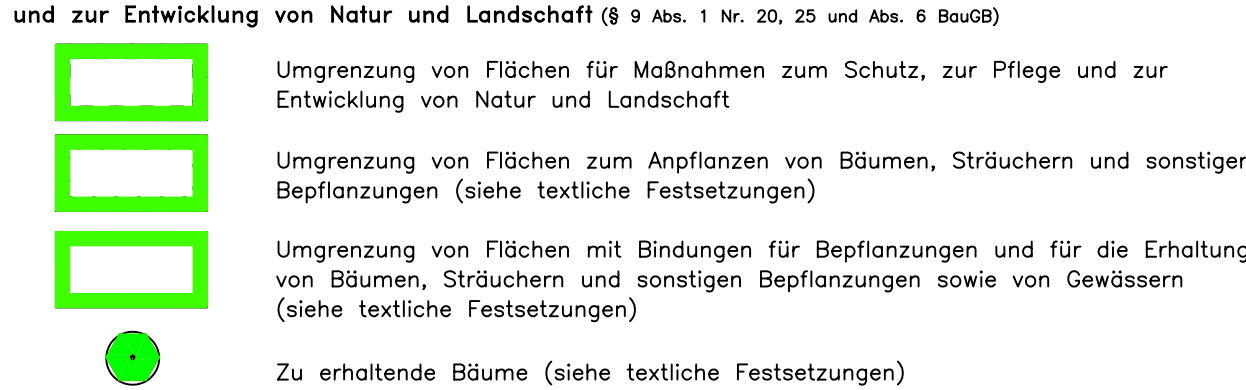 und zur Entwicklung von Natur und Landschaft (§ 9 Abs. 1 Nr. 20, 25 und Abs. 6 BauGB)
Umgrenzung von Flächen für Maßnahmen zum Schutz, zur Pflege und zur
Entwicklung von Natur und Landschaft
Umgrenzung von Flächen zum Anpflanzen von Bäumen, Sträuchern und sonstigen
Bepflanzungen (siehe textliche Festsetzungen)
Umgrenzung von Flächen mit Bindungen für Bepflanzungen und für die Erhaltung
von Bäumen, Sträuchern und sonstigen Bepflanzungen sowie von Gewässern
(siehe textliche Festsetzungen)
Zu erhaltende Bäume (siehe textliche Festsetzungen)